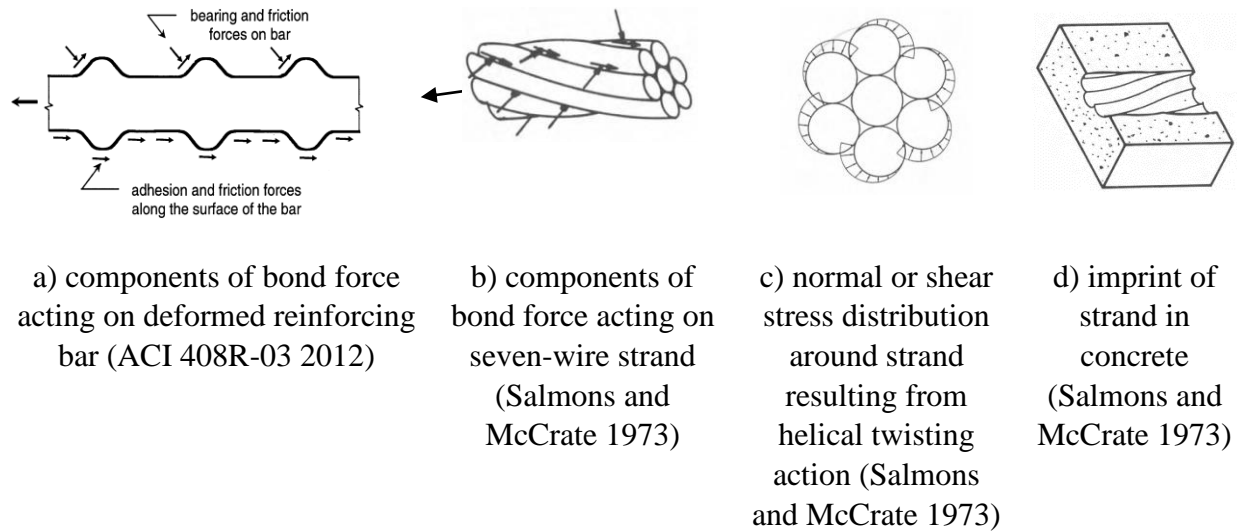 bearing and friction
forces on bar
adhesion and friction forces
along the surface of the bar
a) components of bond force
acting on deformed reinforcing
bar (ACI 408R-03 2012)
b) components of
bond force acting on
seven-wire strand
(Salmons and
McCrate 1973)
c) normal or shear
stress distribution
around strand
resulting from
helical twisting
action (Salmons
and McCrate 1973)
d) imprint of
strand in
concrete
(Salmons and
McCrate 1973)